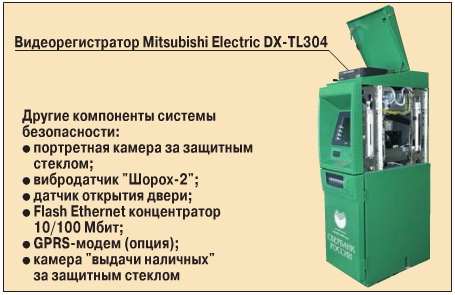 Видеорегистратор Mitsubishi Electric DX-TL304
Другие компоненты системы
безопасности:
● портретная камера за защитным
стеклом;
● вибродатчик "Шорох-2";
● датчик открытия двери;
● Flash Ethernet концентратор
10/100 Мбит;
● GPRS-модем (опция);
● камера "выдачи наличных"
за защитным стеклом
СБЕРБАНК
РОССИИ